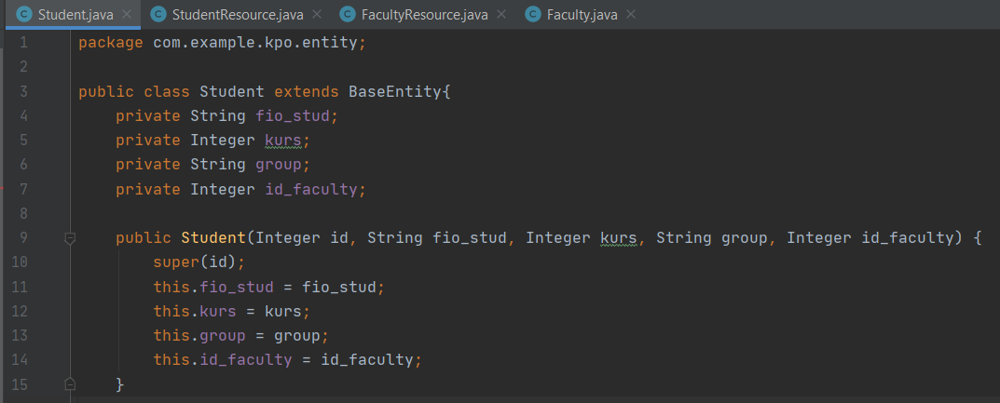 Student.java StudentResource.java FacultyResource.java Faculty.java
1 package com.example.kpo.entity;
2
3 public class Student extends BaseEntity{
4 private String fio_stud;
5 private Integer kurs;
6 private String group;
7 private Integer id_faculty;
8
9 public Student(Integer id, String fio_stud, Integer kurs, String group, Integer id_faculty) {
10 super(id);
11 this.fio_stud = fio_stud;
12 this.kurs = kurs;
13 this.group = group;
14 this.id_faculty = id_faculty;
15 }